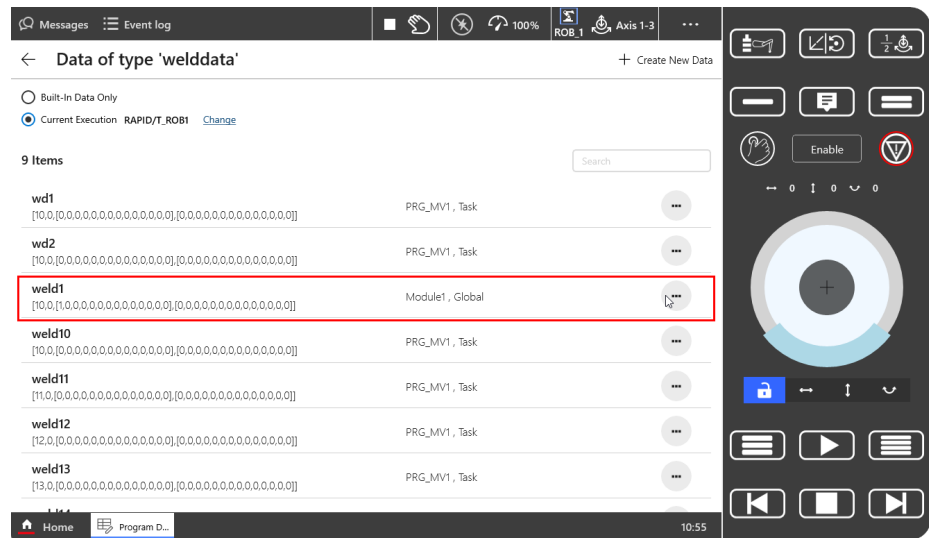 Messages Event log 100% ROB_1 Axis 1-3 ...
Data of type 'welddata' + Create New Data
Built-In Data Only
Current Execution RAPID/T_ROB1 Change
9 Items Search
wd1
[10,0,[0,0,0,0,0,0,0,0,0,0,0,0,0,0],[0,0,0,0,0,0,0,0,0,0,0,0,0,0]]
PRG_MV1 , Task
wd2
[10,0,[0,0,0,0,0,0,0,0,0,0,0,0,0,0],[0,0,0,0,0,0,0,0,0,0,0,0,0,0]]
PRG_MV1 , Task
weld1
[10,0,[1,0,0,0,0,0,0,0,0,0,0,0,0,0],[0,0,0,0,0,0,0,0,0,0,0,0,0,0]]
Module1 , Global
weld10
[10,0,[0,0,0,0,0,0,0,0,0,0,0,0,0,0],[0,0,0,0,0,0,0,0,0,0,0,0,0,0]]
PRG_MV1 , Task
weld11
[11,0,[0,0,0,0,0,0,0,0,0,0,0,0,0,0],[0,0,0,0,0,0,0,0,0,0,0,0,0,0]]
PRG_MV1 , Task
weld12
[12,0,[0,0,0,0,0,0,0,0,0,0,0,0,0,0],[0,0,0,0,0,0,0,0,0,0,0,0,0,0]]
PRG_MV1 , Task
weld13
[13,0,[0,0,0,0,0,0,0,0,0,0,0,0,0,0],[0,0,0,0,0,0,0,0,0,0,0,0,0,0]]
PRG_MV1 , Task
Home Program D... 10:55
1
2
Enable
0 0 0